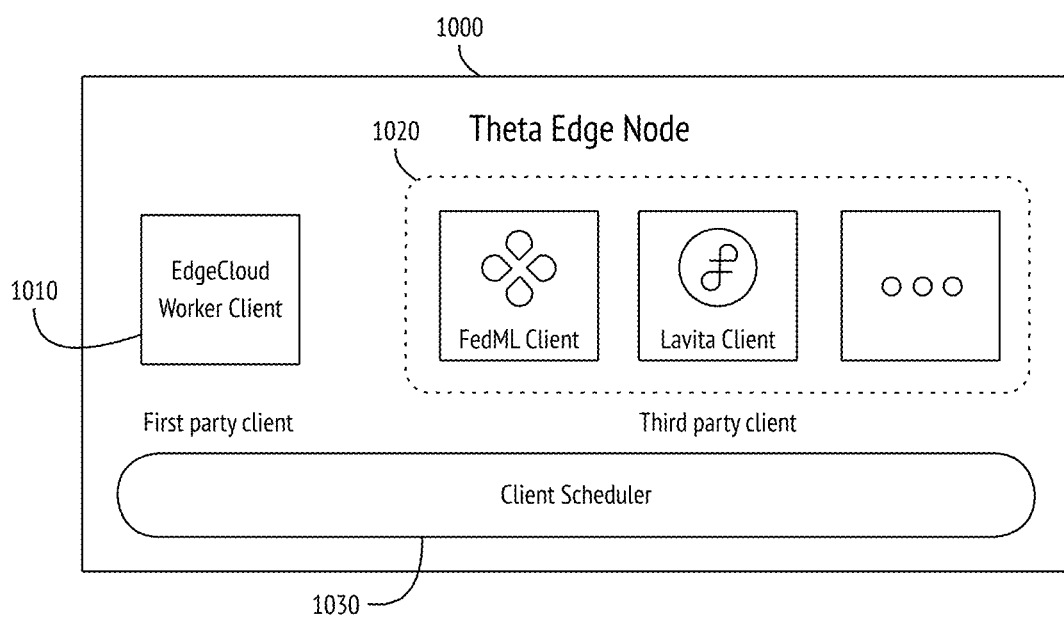 1000
Theta Edge Node
1020
EdgeCloud
Worker Client
1010
FedML Client
Lavita Client
First party client
Third party client
Client Scheduler
1030